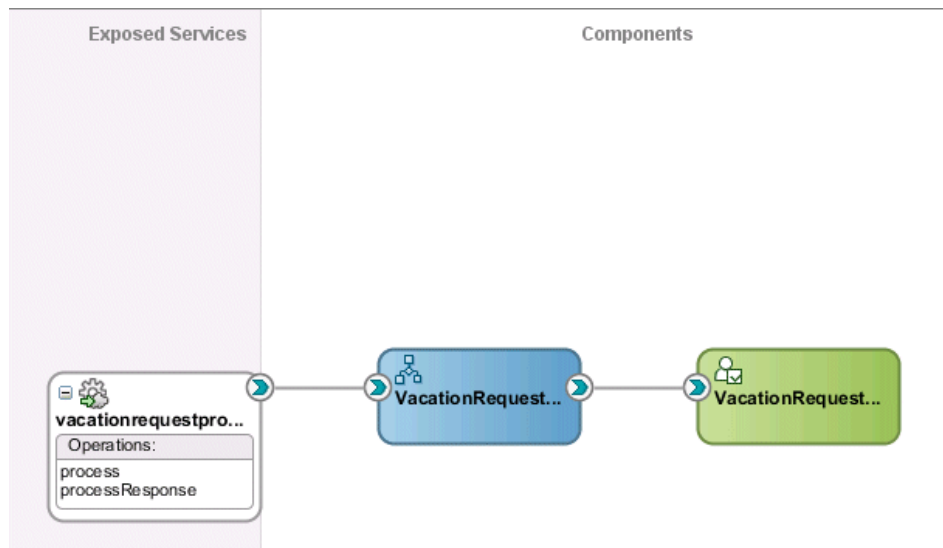 Exposed Services
Components
vacationrequestpro...
Operations:
process
processResponse
VacationRequest...
VacationRequest...